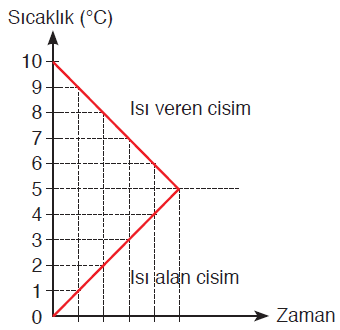 Sıcaklık (°C)
10
9
8
Isı veren cisim
7
6
5
4
3
2
Isı alan cisim
1
0
Zaman